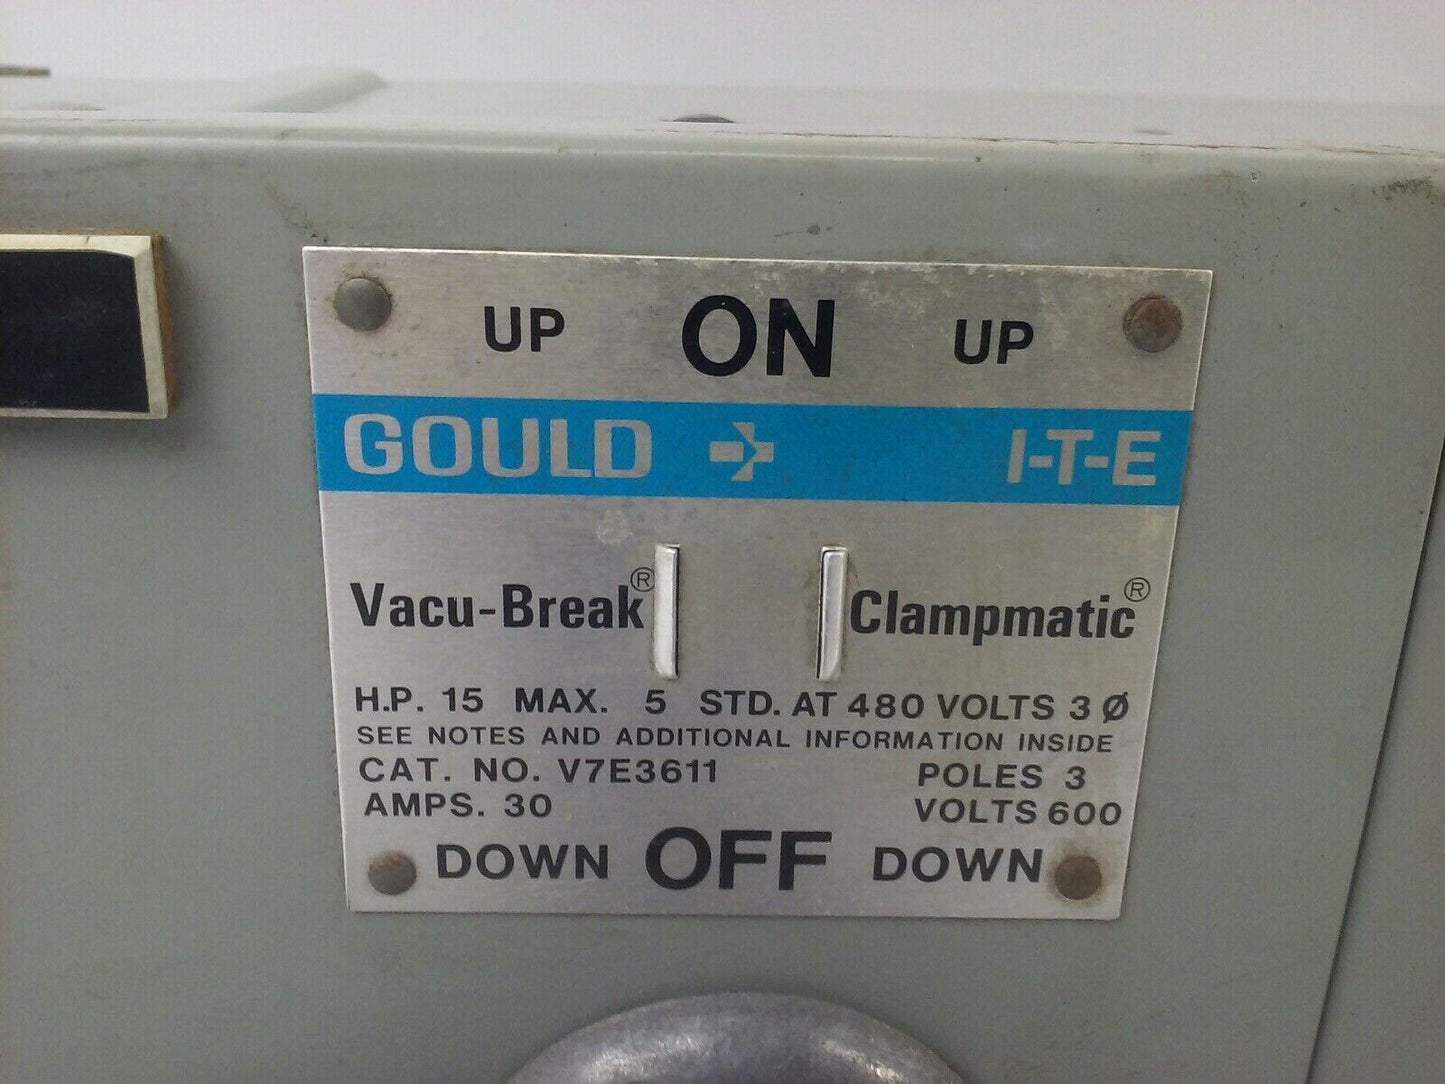 UP ON UP
GOULD I-T-E
Vacu-Break® Clampmatic®
H.P. 15 MAX. 5 STD. AT 480 VOLTS 3 Ø
SEE NOTES AND ADDITIONAL INFORMATION INSIDE
CAT. NO. V7E3611 POLES 3
AMPS. 30 VOLTS 600
DOWN OFF DOWN